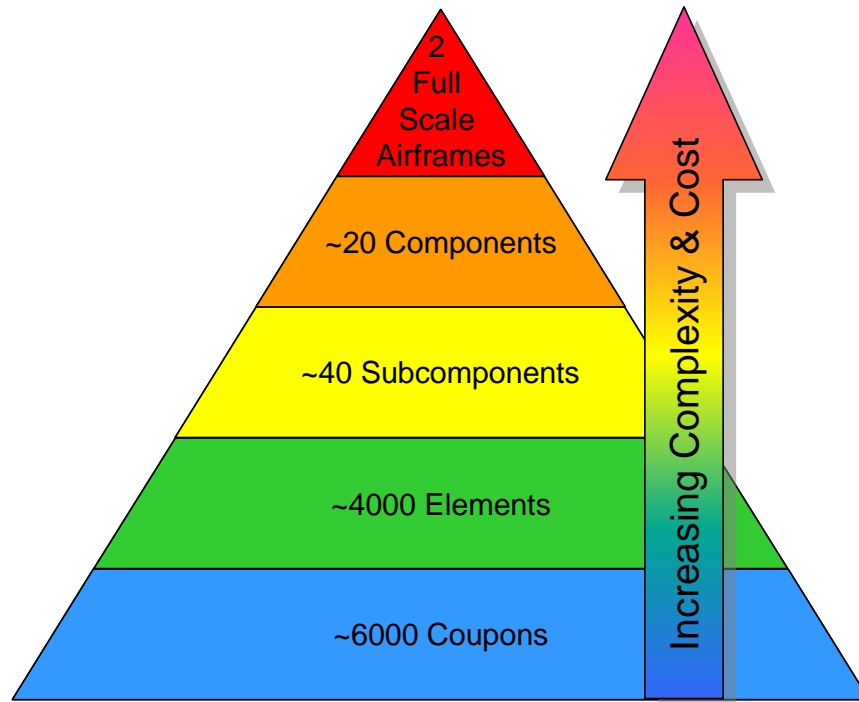 2
Full
Scale
Airframes
~20 Components
~40 Subcomponents
~4000 Elements
~6000 Coupons
Increasing Complexity & Cost